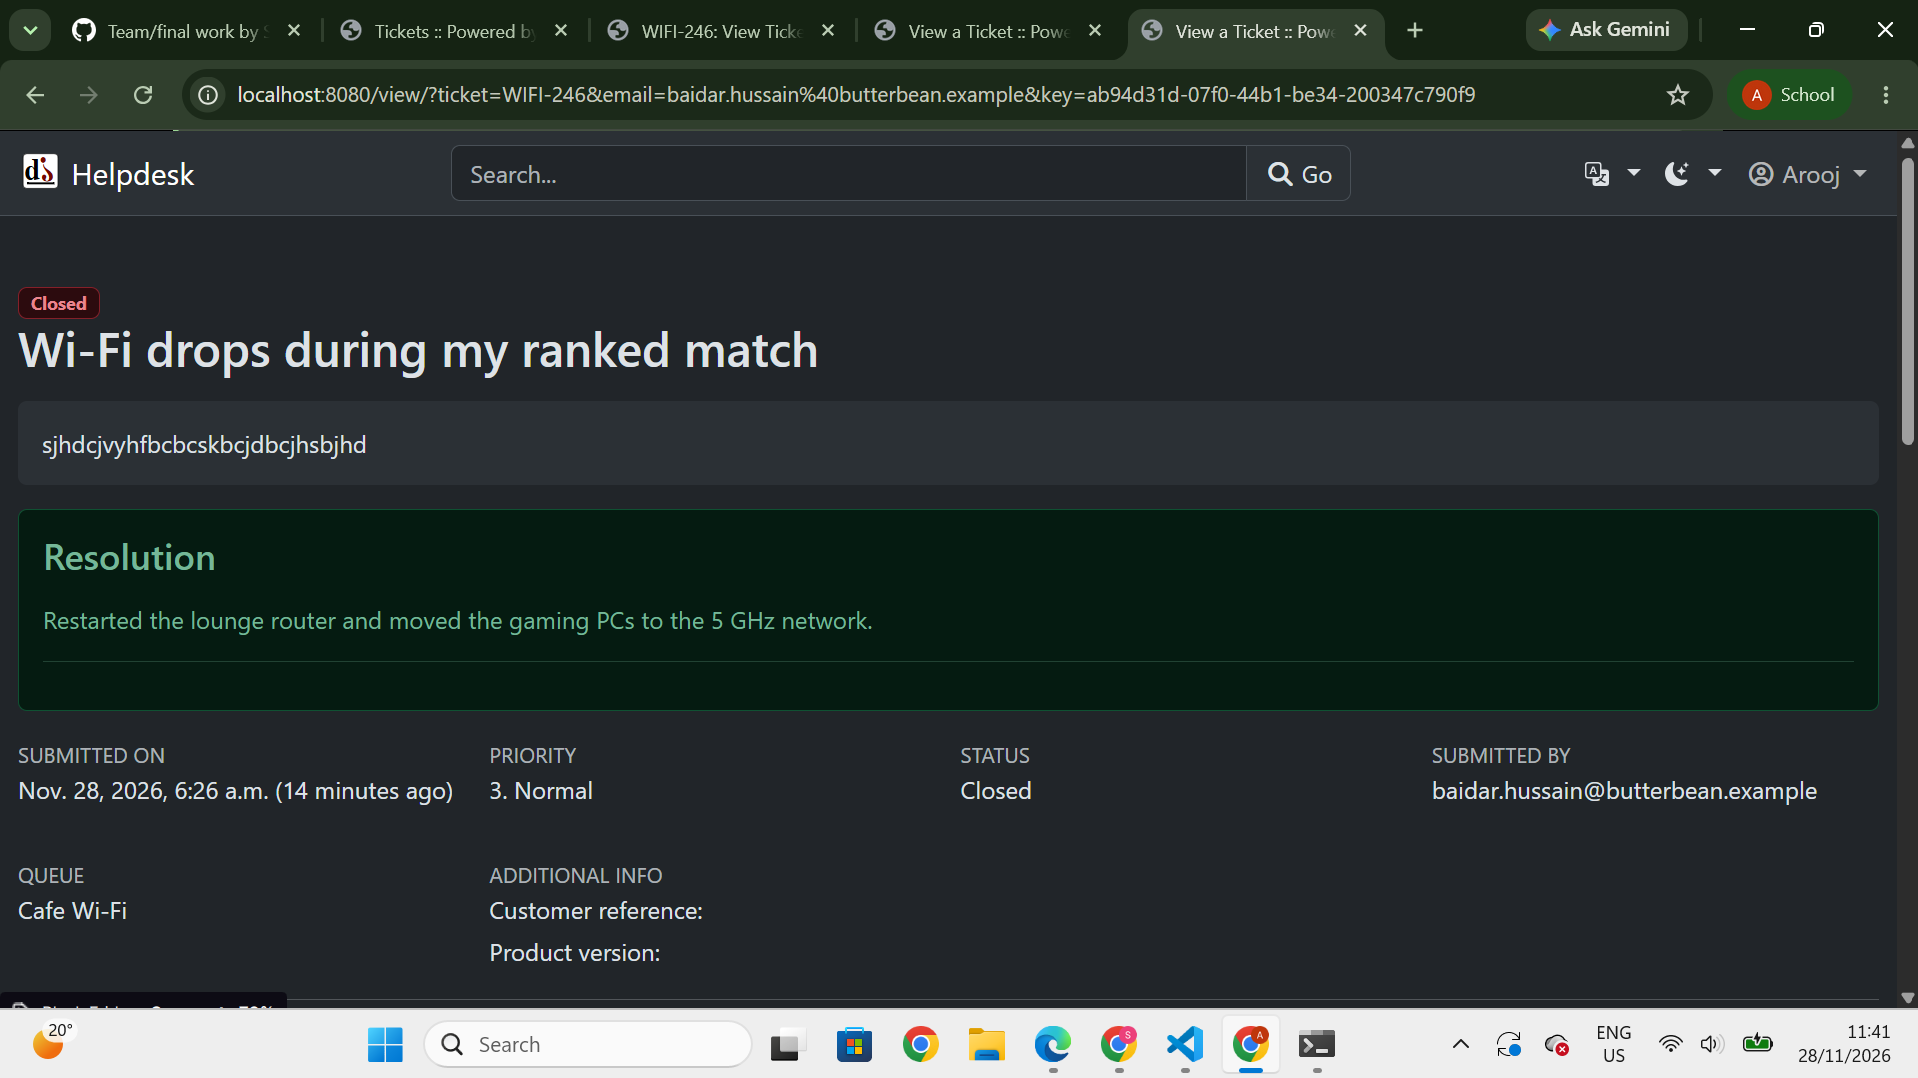 Team/final work by S
Tickets :: Powered by
WIFI-246: View Ticke
View a Ticket :: Powe
View a Ticket :: Powe
Ask Gemini
localhost:8080/view/?ticket=WIFI-246&email=baidar.hussain%40butterbean.example&key=ab94d31d-07f0-44b1-be34-200347c790f9
A School
Helpdesk
Search...
Go
Arooj
Closed
Wi-Fi drops during my ranked match
sjhdcjvyhfbcbcskbcjdbcjhsbjhd
Resolution
Restarted the lounge router and moved the gaming PCs to the 5 GHz network.
SUBMITTED ON
Nov. 28, 2026, 6:26 a.m. (14 minutes ago)
PRIORITY
3. Normal
STATUS
Closed
SUBMITTED BY
baidar.hussain@butterbean.example
QUEUE
Cafe Wi-Fi
ADDITIONAL INFO
Customer reference:
Product version:
20°
Search
ENG
US
11:41
28/11/2026